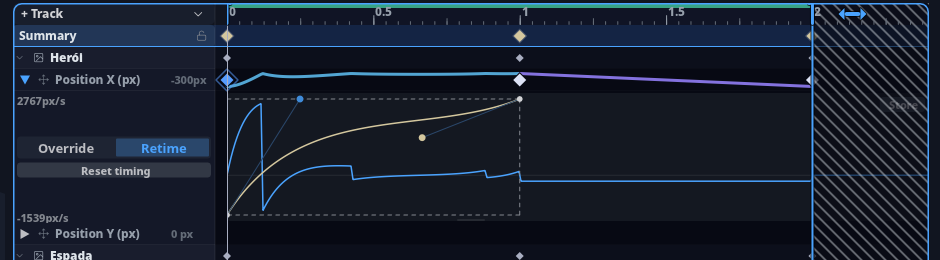 + Track
0 0.5 1 1.5 2
Summary
Heról
Position X (px) -300px
2767px/s
Store
Override Retime
Reset timing
-1539px/s
Position Y (px) 0 px
Espada